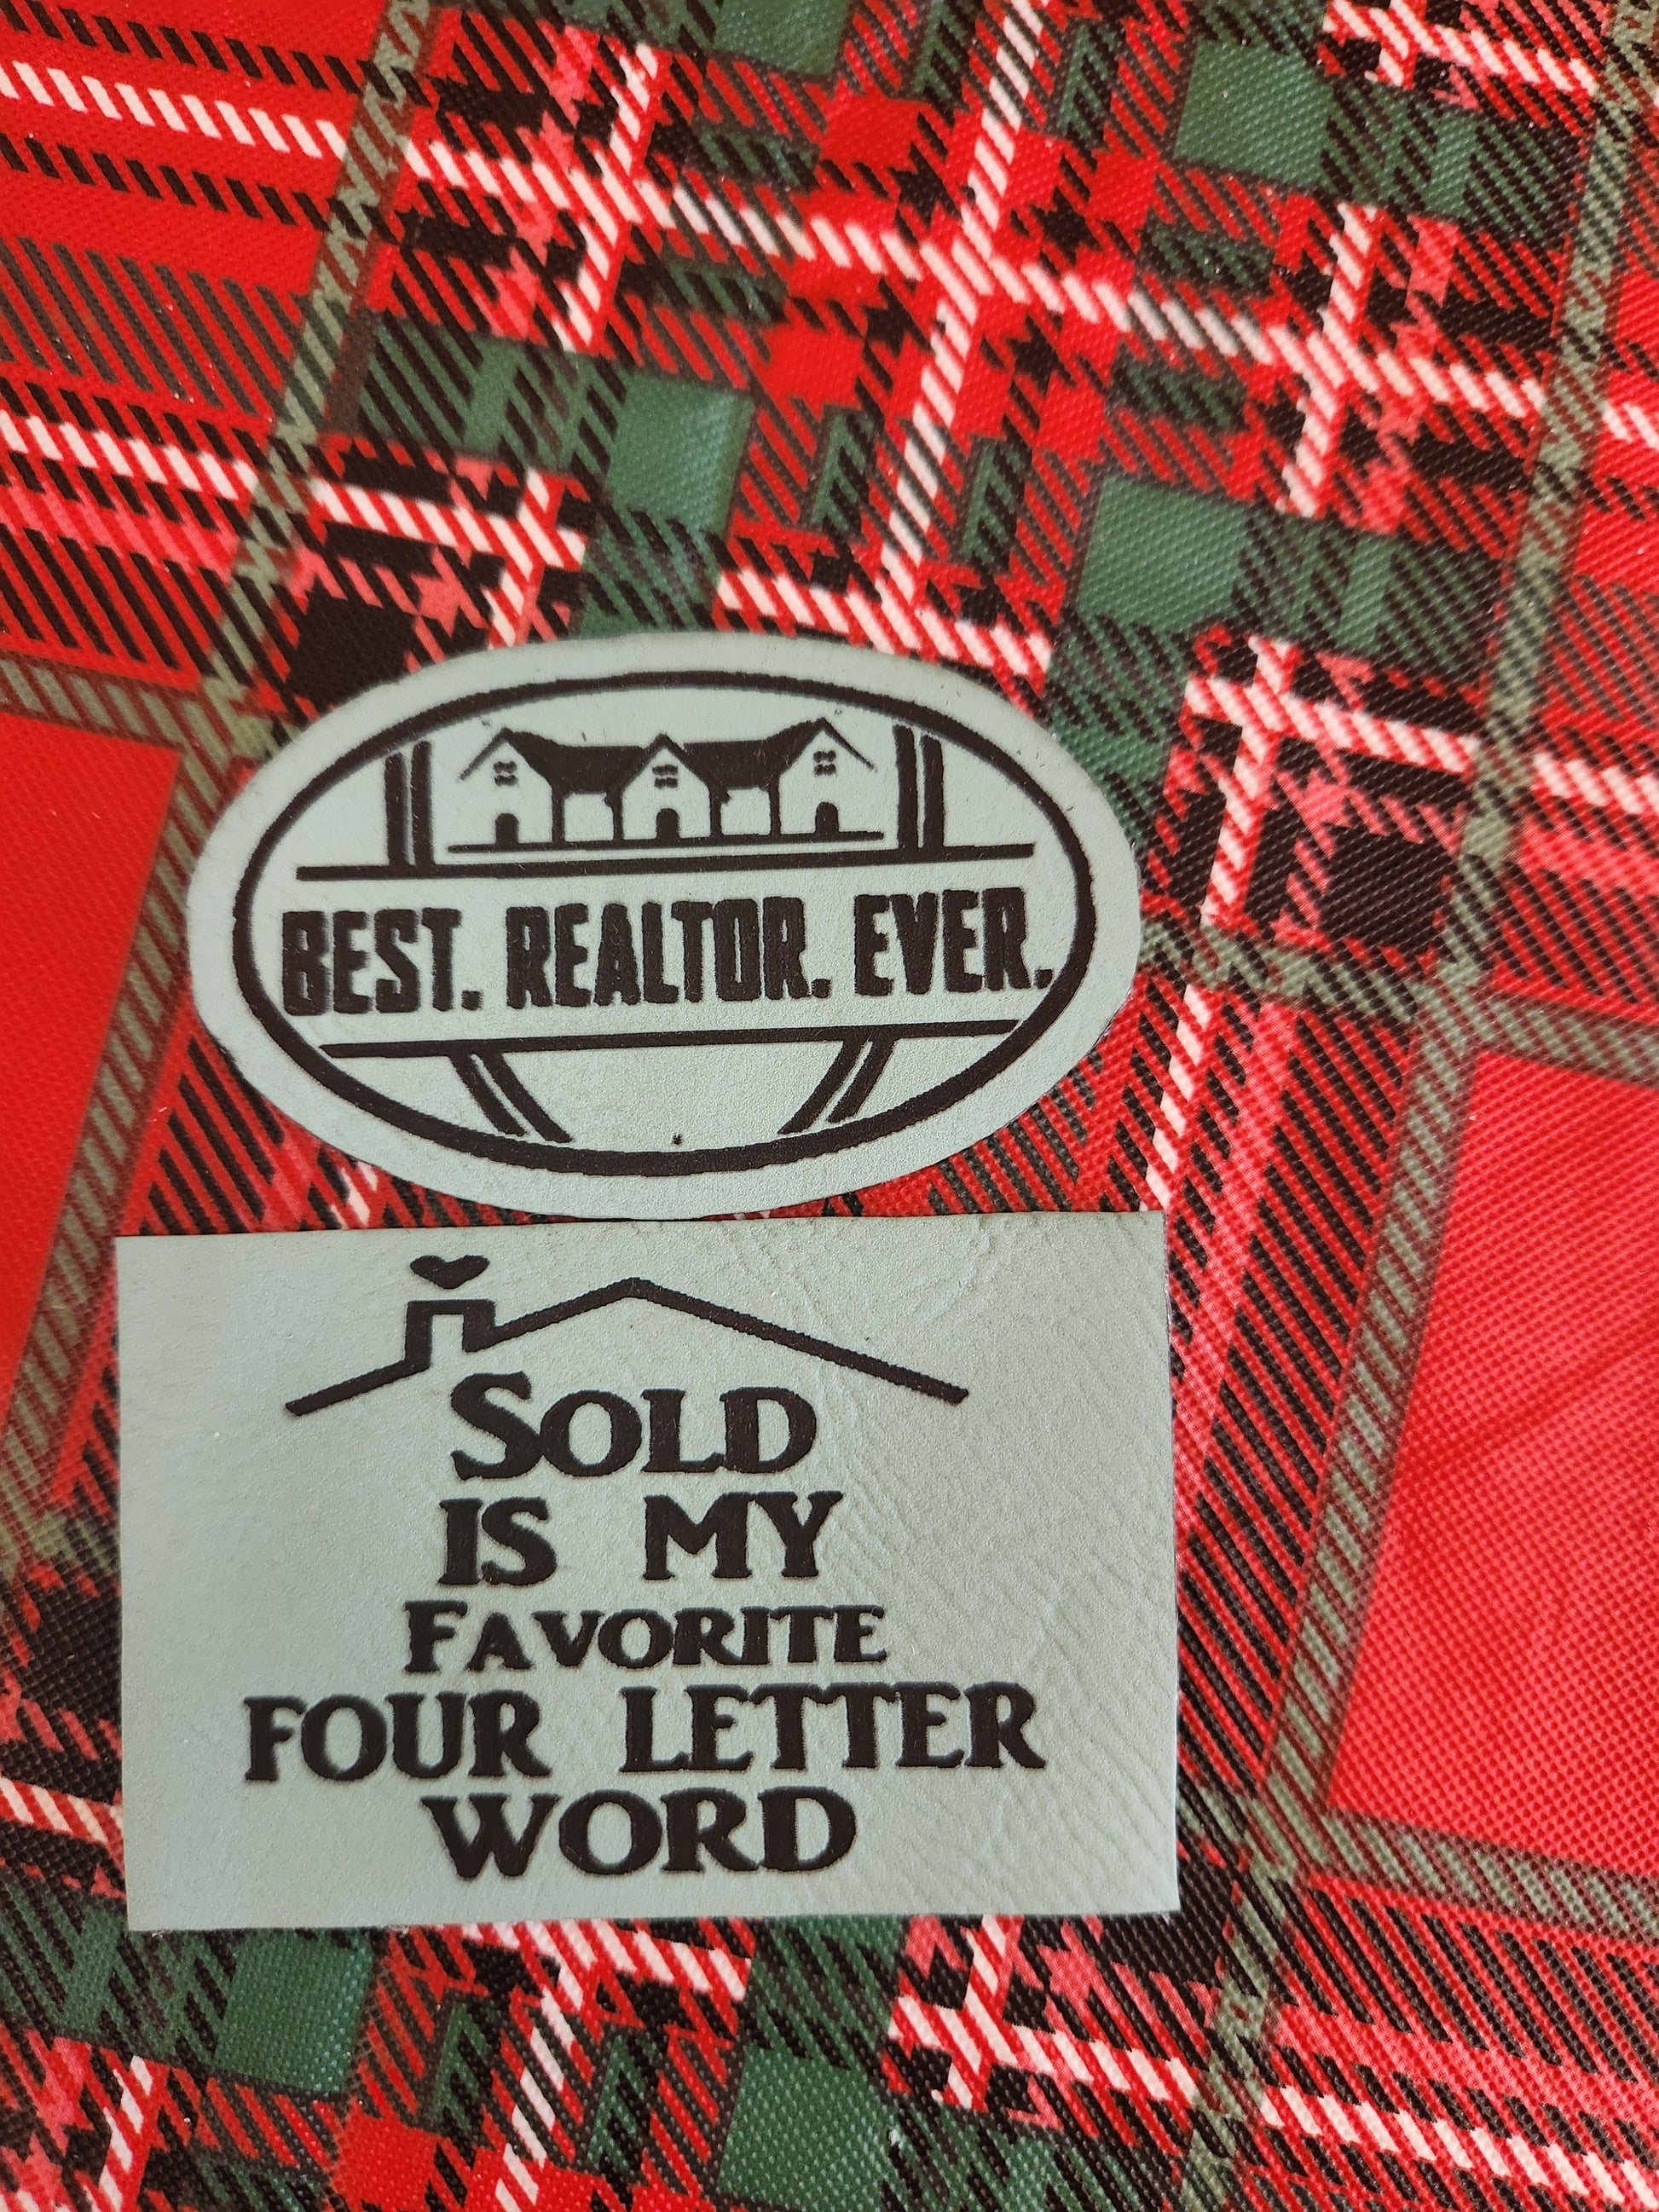 BEST. REALTOR. EVER.
SOLD
IS MY
FAVORITE
FOUR LETTER
WORD